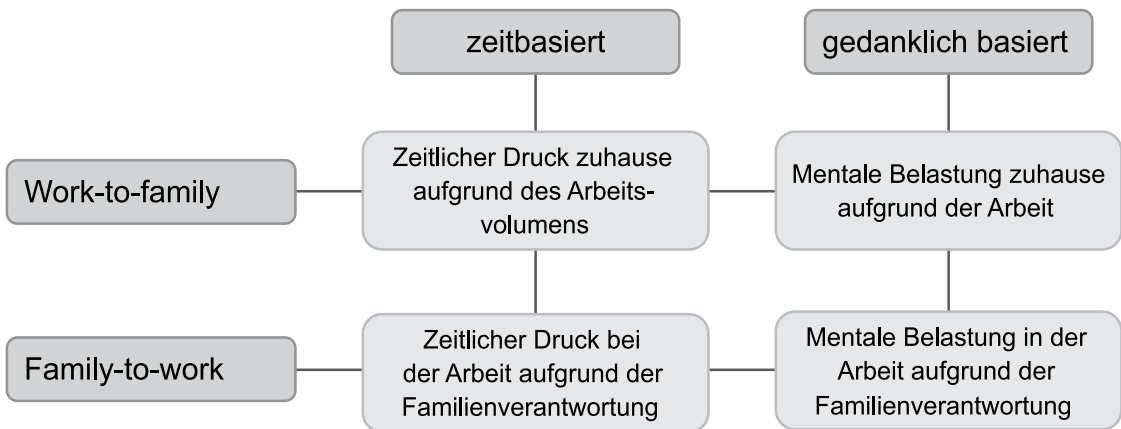 zeitbasiert
gedanklich basiert
Work-to-family
Zeitlicher Druck zuhause
aufgrund des Arbeits-
volumens
Mentale Belastung zuhause
aufgrund der Arbeit
Family-to-work
Zeitlicher Druck bei
der Arbeit aufgrund der
Familienverantwortung
Mentale Belastung in der
Arbeit aufgrund der
Familienverantwortung